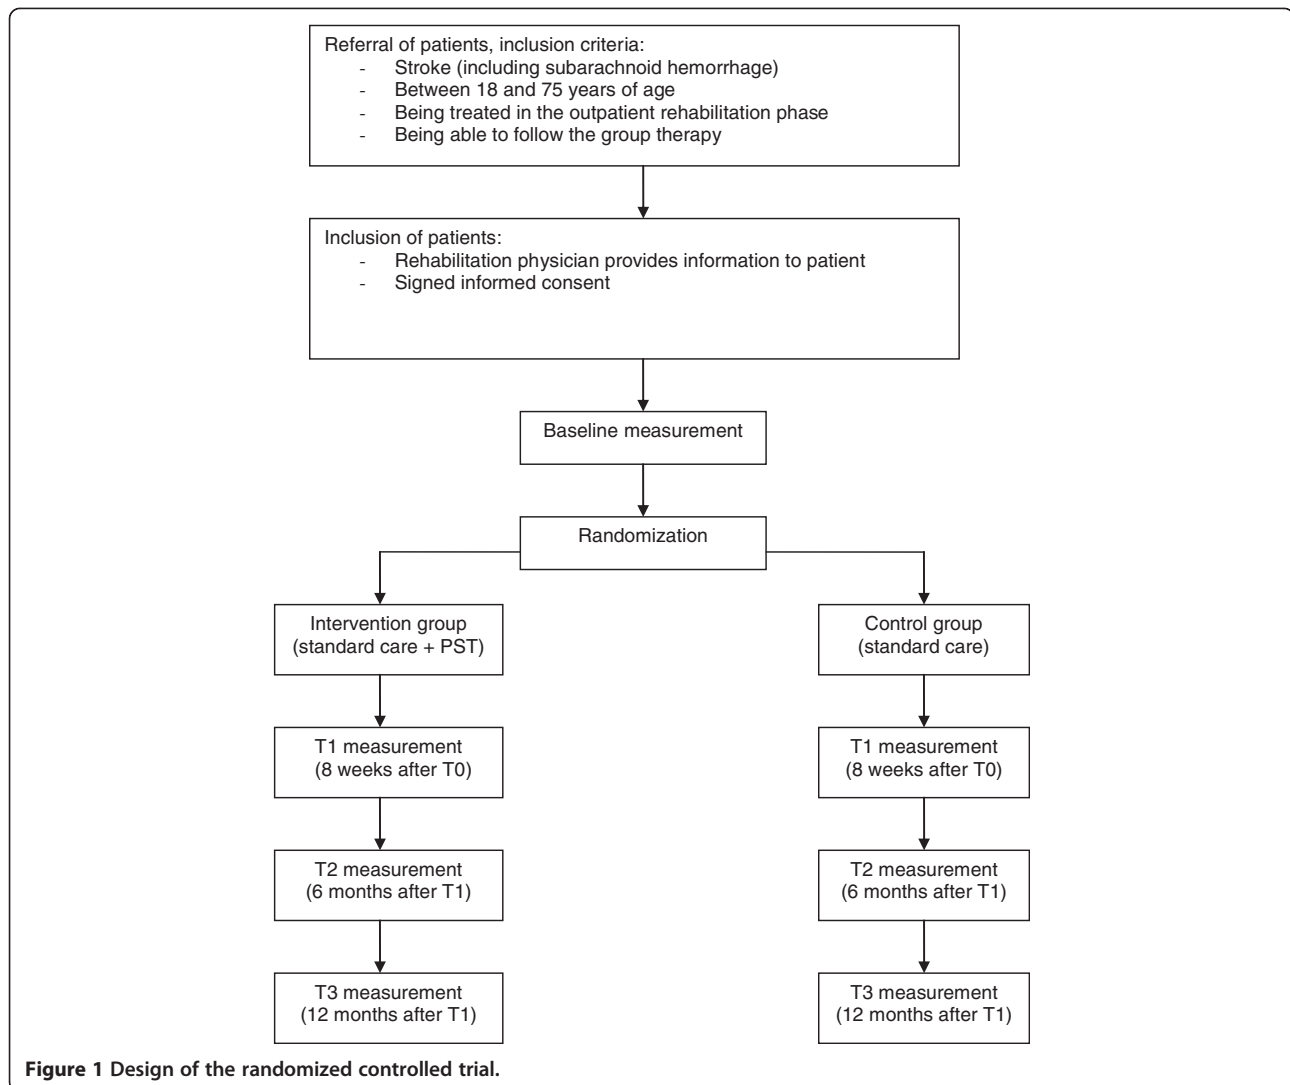 Referral of patients, inclusion criteria:
- Stroke (including subarachnoid hemorrhage)
- Between 18 and 75 years of age
- Being treated in the outpatient rehabilitation phase
- Being able to follow the group therapy
Inclusion of patients:
- Rehabilitation physician provides information to patient
- Signed informed consent
Baseline measurement
Randomization
Intervention group
(standard care + PST)
Control group
(standard care)
T1 measurement
(8 weeks after T0)
T1 measurement
(8 weeks after T0)
T2 measurement
(6 months after T1)
T2 measurement
(6 months after T1)
T3 measurement
(12 months after T1)
T3 measurement
(12 months after T1)
Figure 1 Design of the randomized controlled trial.